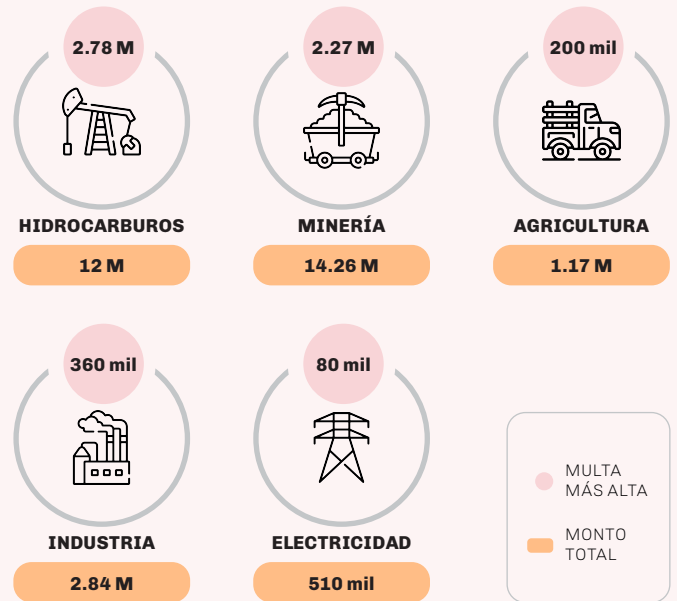 2.78 M
2.27 M
200 mil
HIDROCARBUROS
MINERÍA
AGRICULTURA
12 M
14.26 M
1.17 M
360 mil
80 mil
INDUSTRIA
ELECTRICIDAD
2.84 M
510 mil
MULTA
MÁS ALTA
MONTO
TOTAL